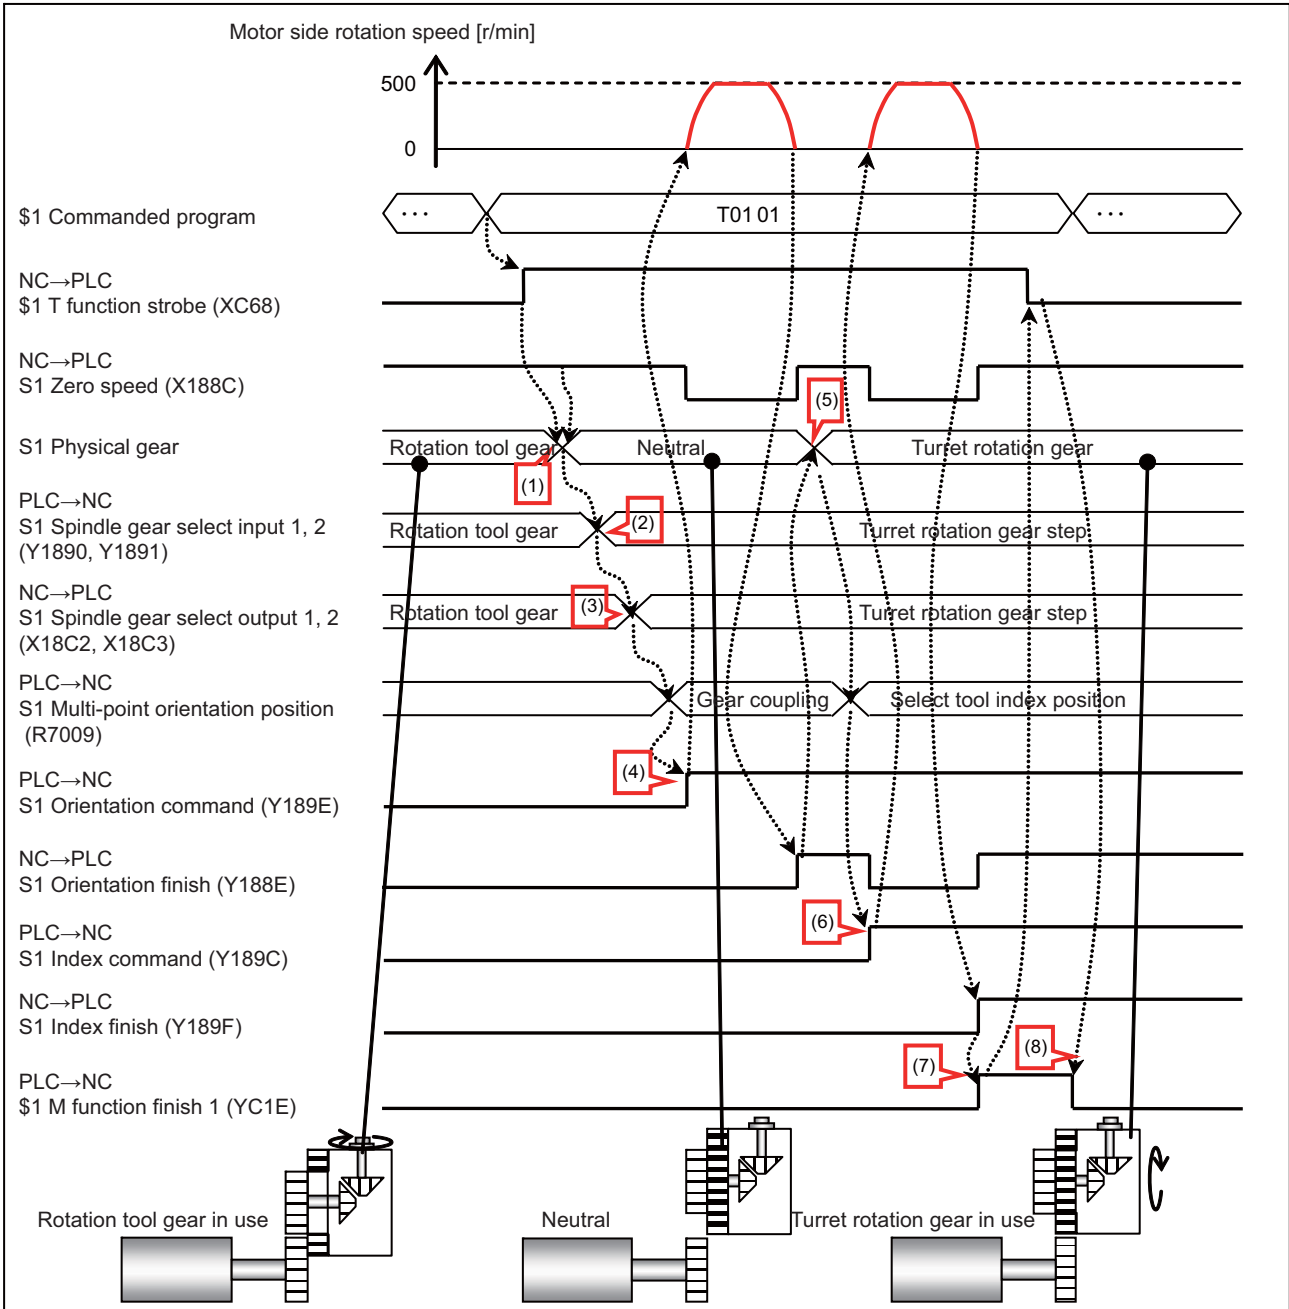 Motor side rotation speed [r/min]
500
0
$1 Commanded program
...
T01 01
...
NC→PLC
$1 T function strobe (XC68)
NC→PLC
S1 Zero speed (X188C)
(5)
S1 Physical gear
Rotation tool gear
Neutral
Turret rotation gear
(1)
PLC→NC
S1 Spindle gear select input 1, 2
(Y1890, Y1891)
Rotation tool gear
(2)
Turret rotation gear step
NC→PLC
S1 Spindle gear select output 1, 2
(X18C2, X18C3)
Rotation tool gear
(3)
Turret rotation gear step
PLC→NC
S1 Multi-point orientation position
(R7009)
Gear coupling
Select tool index position
PLC→NC
S1 Orientation command (Y189E)
(4)
NC→PLC
S1 Orientation finish (Y188E)
PLC→NC
S1 Index command (Y189C)
(6)
NC→PLC
S1 Index finish (Y189F)
(7)
(8)
PLC→NC
$1 M function finish 1 (YC1E)
Rotation tool gear in use
Neutral
Turret rotation gear in use